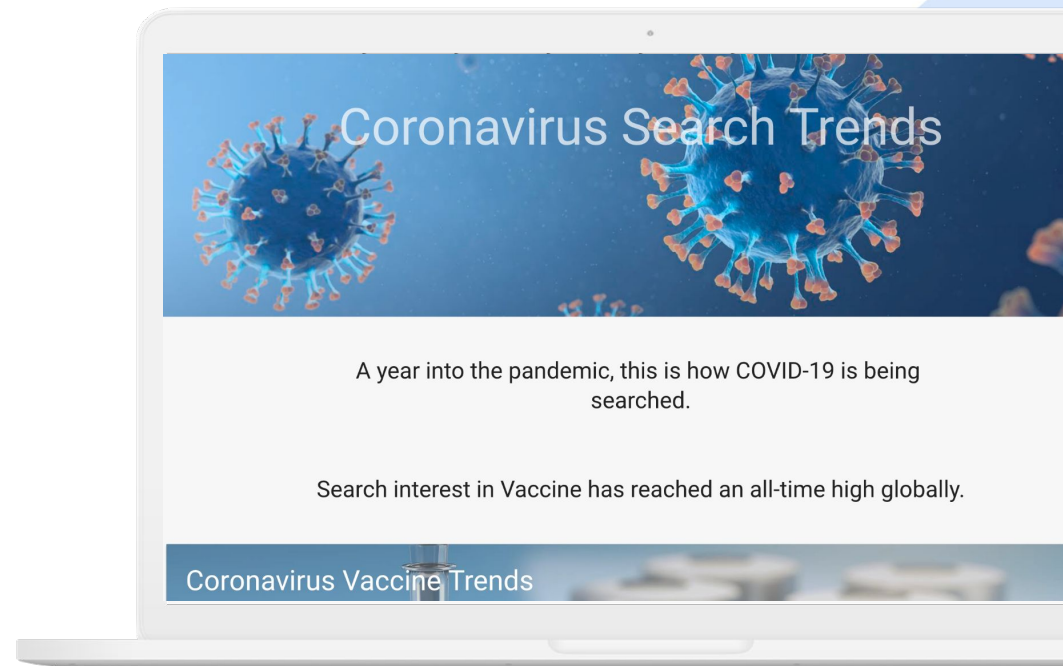 Coronavirus Search Trends
A year into the pandemic, this is how COVID-19 is being
searched.
Search interest in Vaccine has reached an all-time high globally.
Coronavirus Vaccine Trends